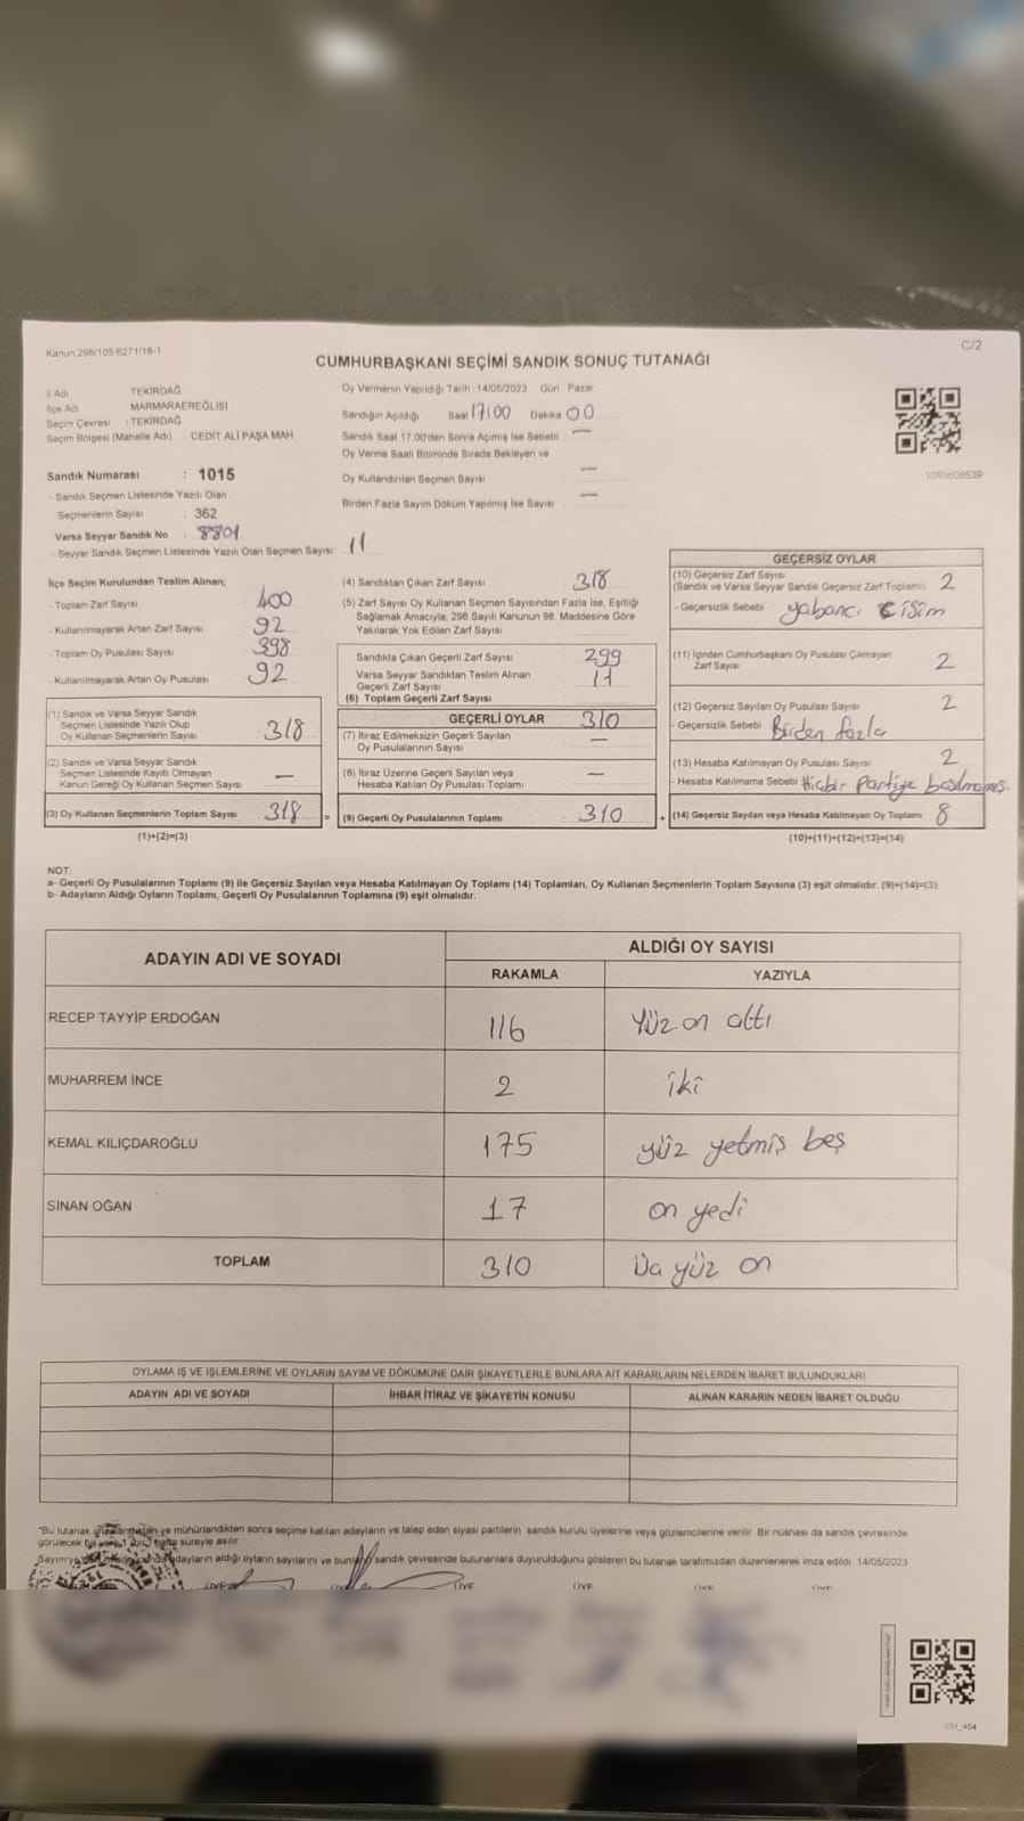 Kanun:298/105-6271/18-1
C/2
CUMHURBAŞKANI SEÇİMİ SANDIK SONUÇ TUTANAĞI
İl Adı : TEKİRDAĞ
İlçe Adı : MARMARAEREĞLİSİ
Seçim Çevresi : TEKİRDAĞ
Seçim Bölgesi (Mahalle Adı) : CEDİT ALİ PAŞA MAH.
Sandık Numarası : 1015
- Sandık Seçmen Listesinde Yazılı Olan
Seçmenlerin Sayısı : 362
Varsa Seyyar Sandık No : 8801
- Seyyar Sandık Seçmen Listesinde Yazılı Olan Seçmen Sayısı: 11
Oy Vermenin Yapıldığı Tarih : 14/05/2023 Gün: Pazar
Sandığın Açıldığı Saat 17:00 Dakika 00
Sandık Saat 17.00'den Sonra Açılmış İse Sebebi —
Oy Verme Saati Bitiminde Sırada Bekleyen ve
Oy Kullandırılan Seçmen Sayısı —
Birden Fazla Sayım Döküm Yapılmış İse Sayısı —
İlçe Seçim Kurulundan Teslim Alınan;
- Toplam Zarf Sayısı 400
- Kullanılmayarak Artan Zarf Sayısı 92
- Toplam Oy Pusulası Sayısı 398
- Kullanılmayarak Artan Oy Pusulası 92
(1) Sandık ve Varsa Seyyar Sandık
Seçmen Listesinde Yazılı Olup
Oy Kullanan Seçmenlerin Sayısı 318
(2) Sandık ve Varsa Seyyar Sandık
Seçmen Listesinde Kayıtlı Olmayan
Kanun Gereği Oy Kullanan Seçmen Sayısı —
(3) Oy Kullanan Seçmenlerin Toplam Sayısı 318
(1)+(2)=(3)
(4) Sandıktan Çıkan Zarf Sayısı 318
(5) Zarf Sayısı Oy Kullanan Seçmen Sayısından Fazla İse, Eşitliği
Sağlamak Amacıyla, 298 Sayılı Kanunun 98. Maddesine Göre
Yakılarak Yok Edilen Zarf Sayısı
Sandıkta Çıkan Geçerli Zarf Sayısı 299
Varsa Seyyar Sandıktan Teslim Alınan
Geçerli Zarf Sayısı 11
(6) Toplam Geçerli Zarf Sayısı
GEÇERLİ OYLAR 310
(7) İtiraz Edilmeksizin Geçerli Sayılan
Oy Pusulalarının Sayısı —
(8) İtiraz Üzerine Geçerli Sayılan veya
Hesaba Katılan Oy Pusulası Toplamı —
= (9) Geçerli Oy Pusulalarının Toplamı 310
GEÇERSİZ OYLAR
(10) Geçersiz Zarf Sayısı
(Sandık ve Varsa Seyyar Sandık Geçersiz Zarf Toplamı) 2
- Geçersizlik Sebebi yabancı cisim
(11) İçinden Cumhurbaşkanı Oy Pusulası Çıkmayan
Zarf Sayısı 2
(12) Geçersiz Sayılan Oy Pusulası Sayısı 2
- Geçersizlik Sebebi Birden fazla
(13) Hesaba Katılmayan Oy Pusulası Sayısı 2
- Hesaba Katılmama Sebebi Hiçbir Partiye basılmamış.
+ (14) Geçersiz Sayılan veya Hesaba Katılmayan Oy Toplamı 8
(10)+(11)+(12)+(13)=(14)
NOT:
a- Geçerli Oy Pusulalarının Toplamı (9) ile Geçersiz Sayılan veya Hesaba Katılmayan Oy Toplamı (14) Toplamları, Oy Kullanan Seçmenlerin Toplam Sayısına (3) eşit olmalıdır. (9)+(14)=(3)
b- Adayların Aldığı Oyların Toplamı, Geçerli Oy Pusulalarının Toplamına (9) eşit olmalıdır.
ADAYIN ADI VE SOYADI
ALDIĞI OY SAYISI
RAKAMLA YAZIYLA
RECEP TAYYİP ERDOĞAN 116 Yüz on altı
MUHARREM İNCE 2 iki
KEMAL KILIÇDAROĞLU 175 yüz yetmiş beş
SİNAN OĞAN 17 on yedi
TOPLAM 310 Üç yüz on
OYLAMA İŞ VE İŞLEMLERİNE VE OYLARIN SAYIM VE DÖKÜMÜNE DAİR ŞİKAYETLERLE BUNLARA AİT KARARLARIN NELERDEN İBARET BULUNDUKLARI
ADAYIN ADI VE SOYADI İHBAR İTİRAZ VE ŞİKAYETİN KONUSU ALINAN KARARIN NEDEN İBARET OLDUĞU
"Bu tutanak ve mühürlendikten sonra seçime katılan adayların ve talep eden siyasi partilerin sandık kurulu üyelerine veya gözlemcilerine verilir. Bir nüshası da sandık çevresinde
görülecek süreyle asılır.
adayların aldığı oyların sayılarını ve sandık çevresinde bulunanlara duyurulduğunu gösteren bu tutanak tarafımızdan düzenlenerek imza edildi. 14/05/2023
ÜYE ÜYE ÜYE ÜYE